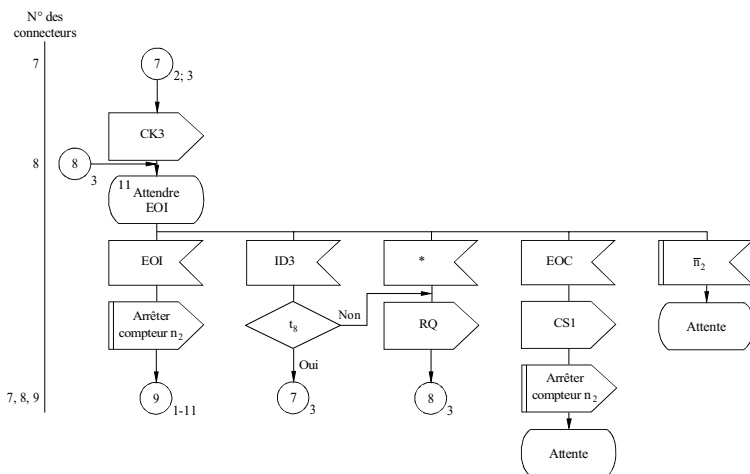 N° des
connecteurs
7
7
2; 3
CK3
8
8
3
11
Attendre
EOI
EOI
ID3
*
EOC
n̅2
Arrêter
compteur n2
t8
Non
RQ
CS1
Attente
Oui
7, 8, 9
9
1-11
7
3
8
3
Arrêter
compteur n2
Attente